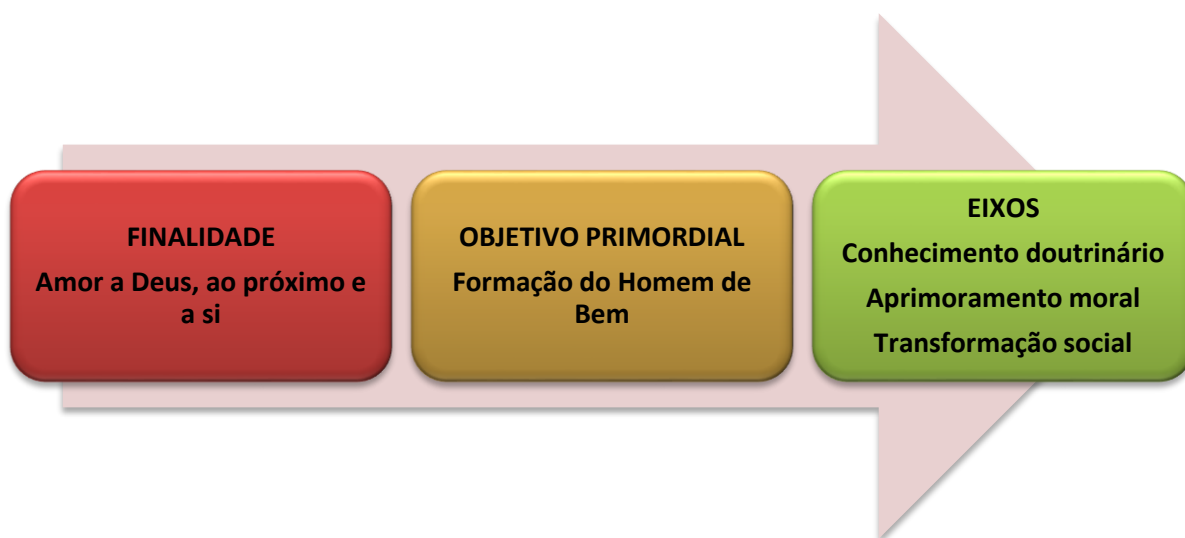 FINALIDADE
Amor a Deus, ao próximo e
a si
OBJETIVO PRIMORDIAL
Formação do Homem de
Bem
EIXOS
Conhecimento doutrinário
Aprimoramento moral
Transformação social